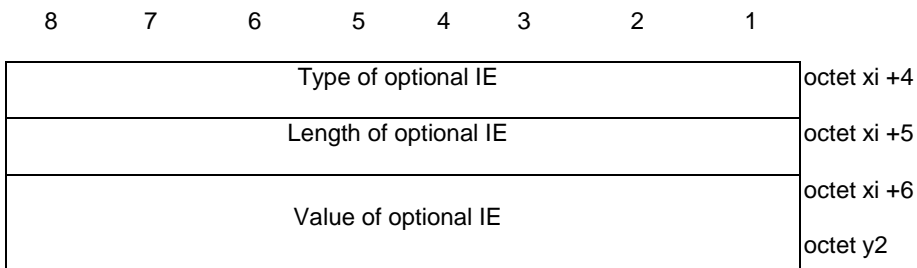 8 7 6 5 4 3 2 1
Type of optional IE octet xi +4
Length of optional IE octet xi +5
octet xi +6
Value of optional IE
octet y2